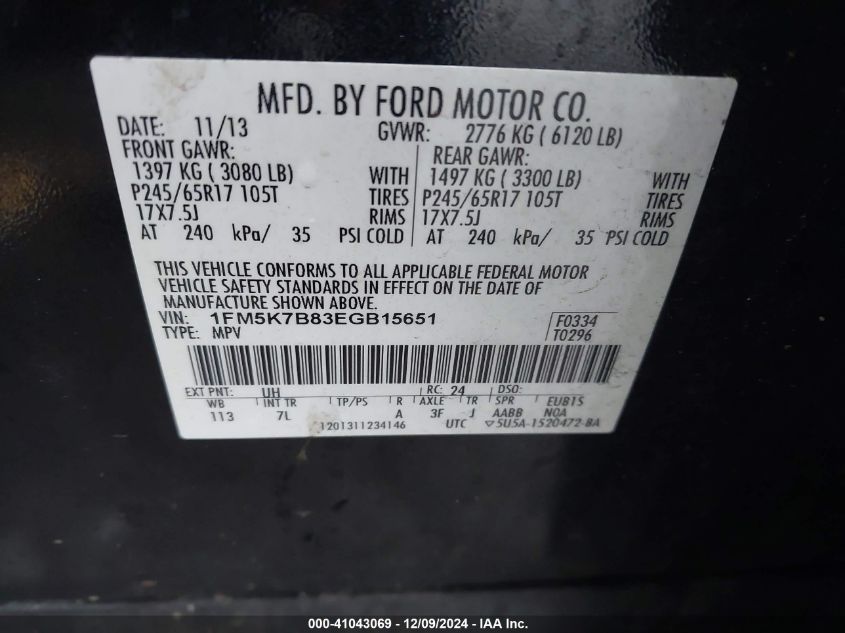 MFD. BY FORD MOTOR CO.
DATE: 11/13 GVWR: 2776 KG ( 6120 LB)
FRONT GAWR: REAR GAWR:
1397 KG ( 3080 LB) WITH 1497 KG ( 3300 LB) WITH
P245/65R17 105T TIRES P245/65R17 105T TIRES
17X7.5J RIMS 17X7.5J RIMS
AT 240 kPa/ 35 PSI COLD AT 240 kPa/ 35 PSI COLD
THIS VEHICLE CONFORMS TO ALL APPLICABLE FEDERAL MOTOR
VEHICLE SAFETY STANDARDS IN EFFECT ON THE DATE OF
MANUFACTURE SHOWN ABOVE.
VIN: 1FM5K7B83EGB15651 F0334
TYPE: MPV T0296
EXT PNT: UH RC: 24 DSO:
WB INT TR TP/PS R AXLE TR SPR EU81S
113 7L A 3F J AABB NOA
1201311234146 UTC ▽5U5A-1520472-BA
000-41043069 - 12/09/2024 - IAA Inc.